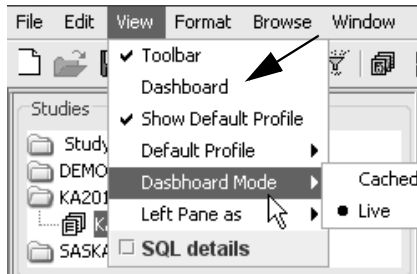 File Edit View Format Browse Window
Toolbar
Dashboard
Studies
Show Default Profile
Study
Default Profile
DEMO
Dasbhoard Mode
Cached
KA201
Left Pane as
Live
SASKA
SQL details